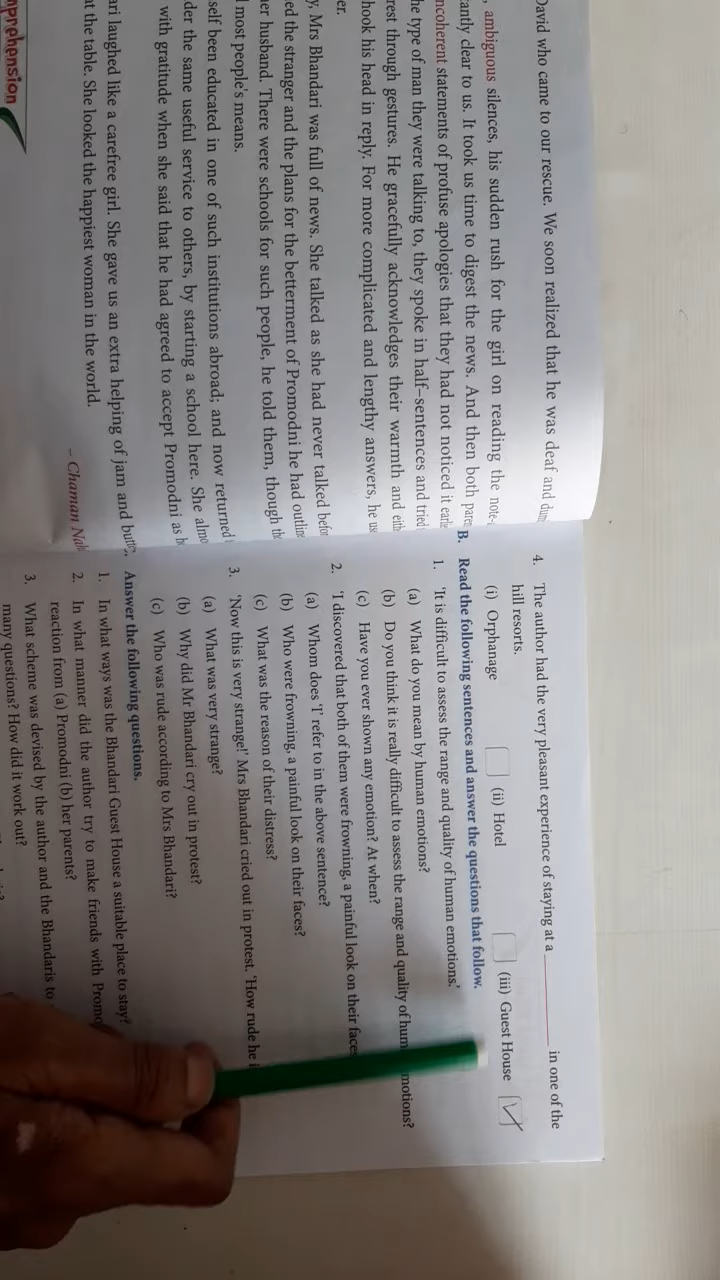 David who came to our rescue. We soon realized that he was deaf and
, ambiguous silences, his sudden rush for the girl on reading the note-
antly clear to us. It took us time to digest the news. And then both
ncoherent statements of profuse apologies that they had not noticed it
he type of man they were talking to, they spoke in half-sentences and tried
rest through gestures. He gracefully acknowledges their warmth and
hook his head in reply. For more complicated and lengthy answers, he
er.
y, Mrs Bhandari was full of news. She talked as she had never talked
ed the stranger and the plans for the betterment of Promodni he had
er husband. There were schools for such people, he told them, though
most people's means.
self been educated in one of such institutions abroad; and now returned
der the same useful service to others, by starting a school here. She
with gratitude when she said that he had agreed to accept Promodni as
ari laughed like a carefree girl. She gave us an extra helping of jam and
at the table. She looked the happiest woman in the world.
– Chaman
prehension
4. The author had the very pleasant experience of staying at a ________ in one of the
hill resorts.
(i) Orphanage (ii) Hotel (iii) Guest House ✓
B. Read the following sentences and answer the questions that follow.
1. 'It is difficult to assess the range and quality of human emotions.'
(a) What do you mean by human emotions?
(b) Do you think it is really difficult to assess the range and quality of hum motions?
(c) Have you ever shown any emotion? At when?
2. 'I discovered that both of them were frowning, a painful look on their face
(a) Whom does 'I' refer to in the above sentence?
(b) Who were frowning, a painful look on their faces?
(c) What was the reason of their distress?
3. 'Now this is very strange!' Mrs Bhandari cried out in protest. 'How rude he
(a) What was very strange?
(b) Why did Mr Bhandari cry out in protest?
(c) Who was rude according to Mrs Bhandari?
Answer the following questions.
1. In what ways was the Bhandari Guest House a suitable place to stay?
2. In what manner did the author try to make friends with
reaction from (a) Promodni (b) her parents?
3. What scheme was devised by the author and the Bhandaris to
many questions? How did it work out?